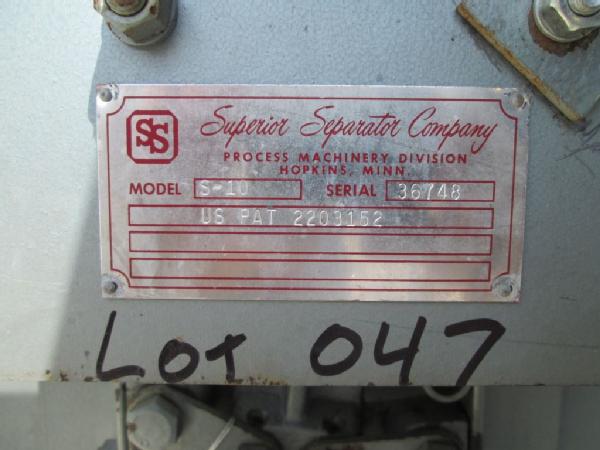 SS Superior Separator Company
PROCESS MACHINERY DIVISION
HOPKINS, MINN.
MODEL S-10 SERIAL 36748
US PAT 2203152
Lot 047